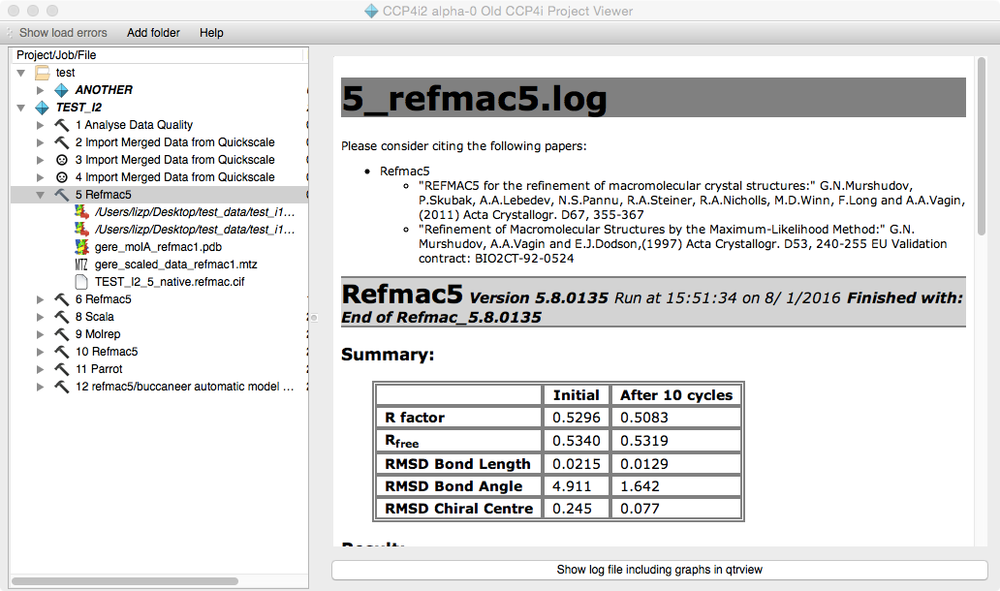 CCP4i2 alpha-0 Old CCP4i Project Viewer
Show load errors Add folder Help
Project/Job/File
test
ANOTHER
TEST_I2
1 Analyse Data Quality
2 Import Merged Data from Quickscale
3 Import Merged Data from Quickscale
4 Import Merged Data from Quickscale
5 Refmac5
/Users/lizp/Desktop/test_data/test_i1...
/Users/lizp/Desktop/test_data/test_i1...
gere_molA_refmac1.pdb
MTZ gere_scaled_data_refmac1.mtz
TEST_I2_5_native.refmac.cif
6 Refmac5
8 Scala
9 Molrep
10 Refmac5
11 Parrot
12 refmac5/buccaneer automatic model ...
5_refmac5.log
Please consider citing the following papers:
• Refmac5
◦ "REFMAC5 for the refinement of macromolecular crystal structures:" G.N.Murshudov,
P.Skubak, A.A.Lebedev, N.S.Pannu, R.A.Steiner, R.A.Nicholls, M.D.Winn, F.Long and A.A.Vagin,
(2011) Acta Crystallogr. D67, 355-367
◦ "Refinement of Macromolecular Structures by the Maximum-Likelihood Method:" G.N.
Murshudov, A.A.Vagin and E.J.Dodson,(1997) Acta Crystallogr. D53, 240-255 EU Validation
contract: BIO2CT-92-0524
Refmac5 Version 5.8.0135 Run at 15:51:34 on 8/ 1/2016 Finished with:
End of Refmac_5.8.0135
Summary:
Initial After 10 cycles
R factor 0.5296 0.5083
Rfree 0.5340 0.5319
RMSD Bond Length 0.0215 0.0129
RMSD Bond Angle 4.911 1.642
RMSD Chiral Centre 0.245 0.077
Show log file including graphs in qtrview